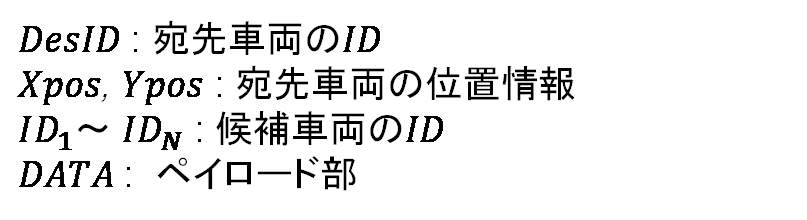 DesID : 宛先車両のID
Xpos, Ypos : 宛先車両の位置情報
ID₁～ ID_N : 候補車両のID
DATA : ペイロード部